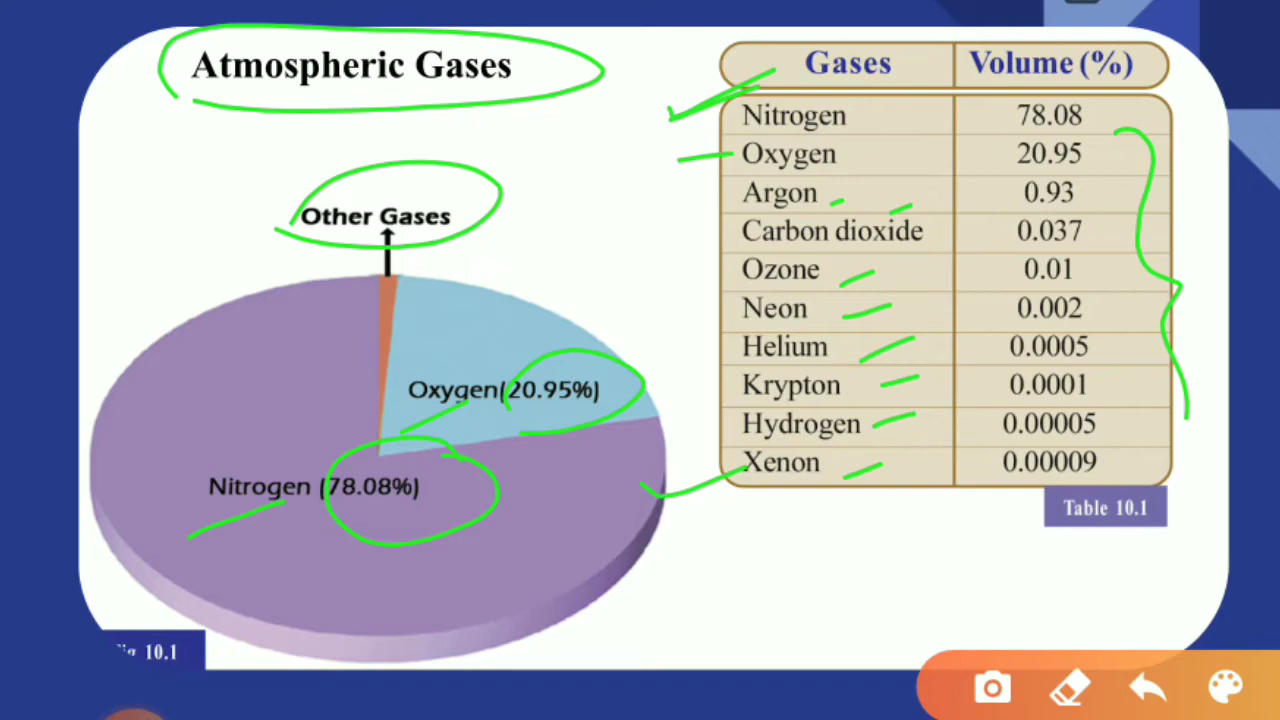 Atmospheric Gases
Other Gases
Oxygen(20.95%)
Nitrogen (78.08%)
10.1
Gases Volume (%)
Nitrogen 78.08
Oxygen 20.95
Argon 0.93
Carbon dioxide 0.037
Ozone 0.01
Neon 0.002
Helium 0.0005
Krypton 0.0001
Hydrogen 0.00005
Xenon 0.00009
Table 10.1